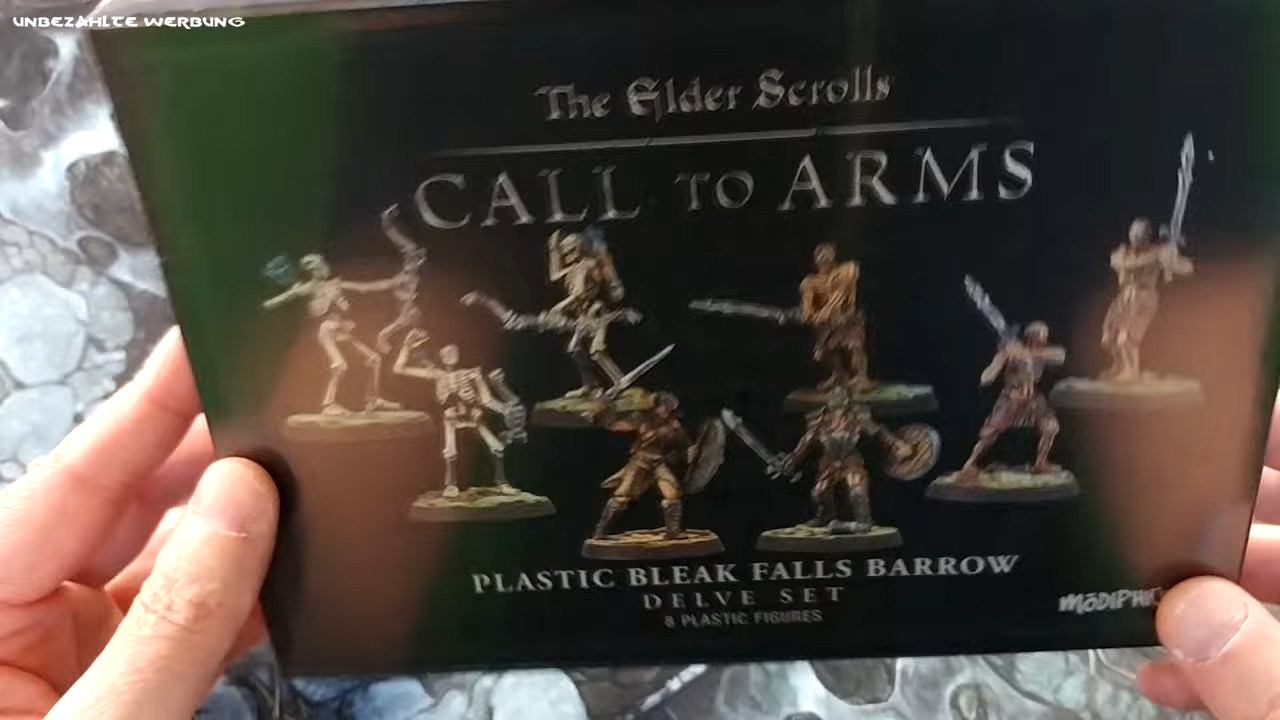 UNBEZAHLTE WERBUNG
The Elder Scrolls
CALL TO ARMS
PLASTIC BLEAK FALLS BARROW
DELVE SET
8 PLASTIC FIGURES